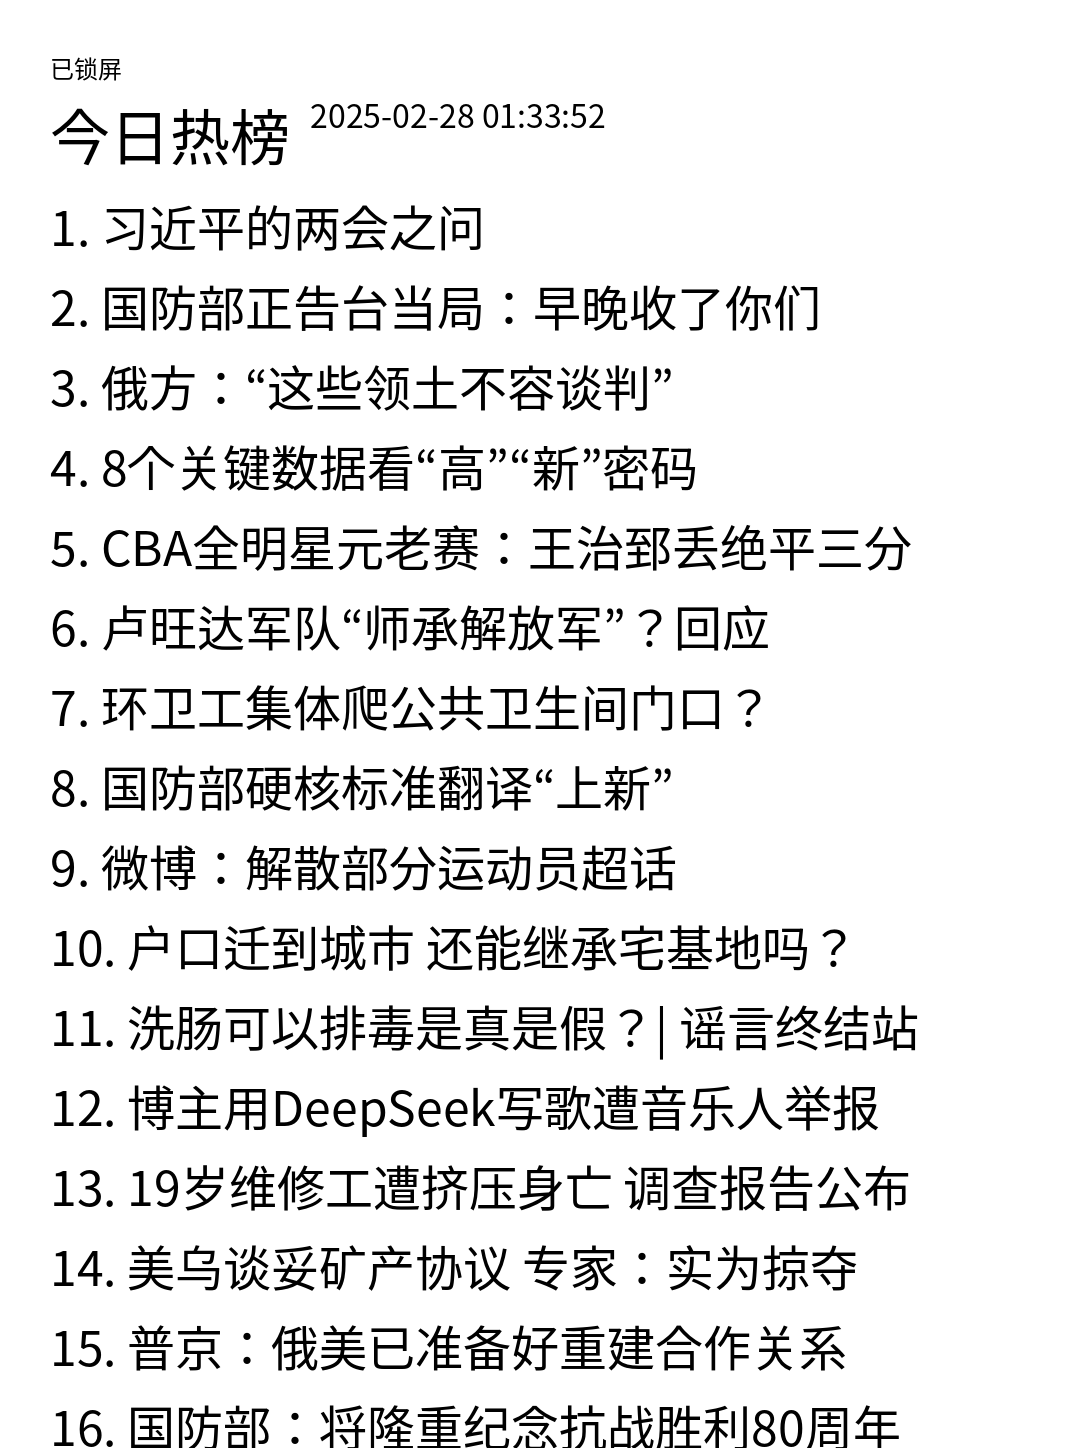 已锁屏
今日热榜 2025-02-28 01:33:52
1. 习近平的两会之问
2. 国防部正告台当局：早晚收了你们
3. 俄方：“这些领土不容谈判”
4. 8个关键数据看“高”“新”密码
5. CBA全明星元老赛：王治郅丢绝平三分
6. 卢旺达军队“师承解放军”？回应
7. 环卫工集体爬公共卫生间门口？
8. 国防部硬核标准翻译“上新”
9. 微博：解散部分运动员超话
10. 户口迁到城市 还能继承宅基地吗？
11. 洗肠可以排毒是真是假？| 谣言终结站
12. 博主用DeepSeek写歌遭音乐人举报
13. 19岁维修工遭挤压身亡 调查报告公布
14. 美乌谈妥矿产协议 专家：实为掠夺
15. 普京：俄美已准备好重建合作关系
16. 国防部：将隆重纪念抗战胜利80周年